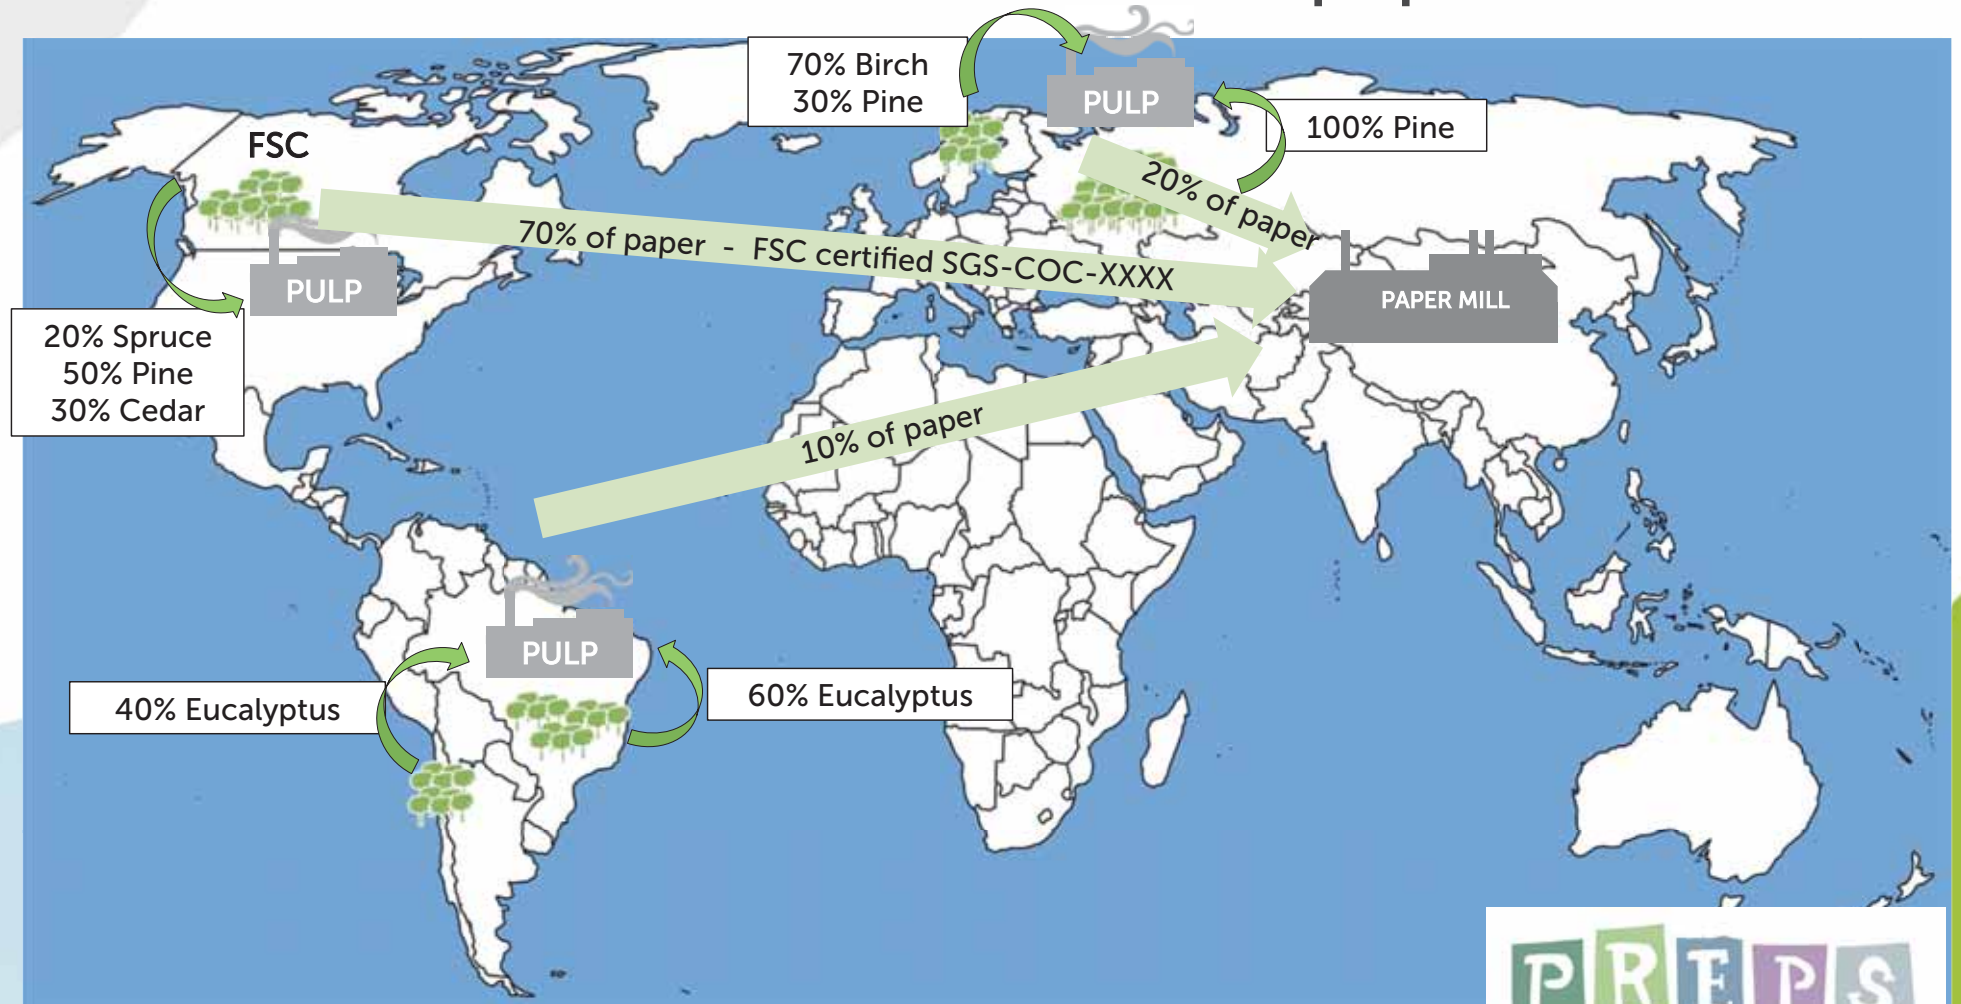 70% Birch
30% Pine
PULP
100% Pine
FSC
20% of paper
70% of paper - FSC certified SGS-COC-XXXX
PULP
PAPER MILL
20% Spruce
50% Pine
30% Cedar
10% of paper
PULP
40% Eucalyptus
60% Eucalyptus
PREPS